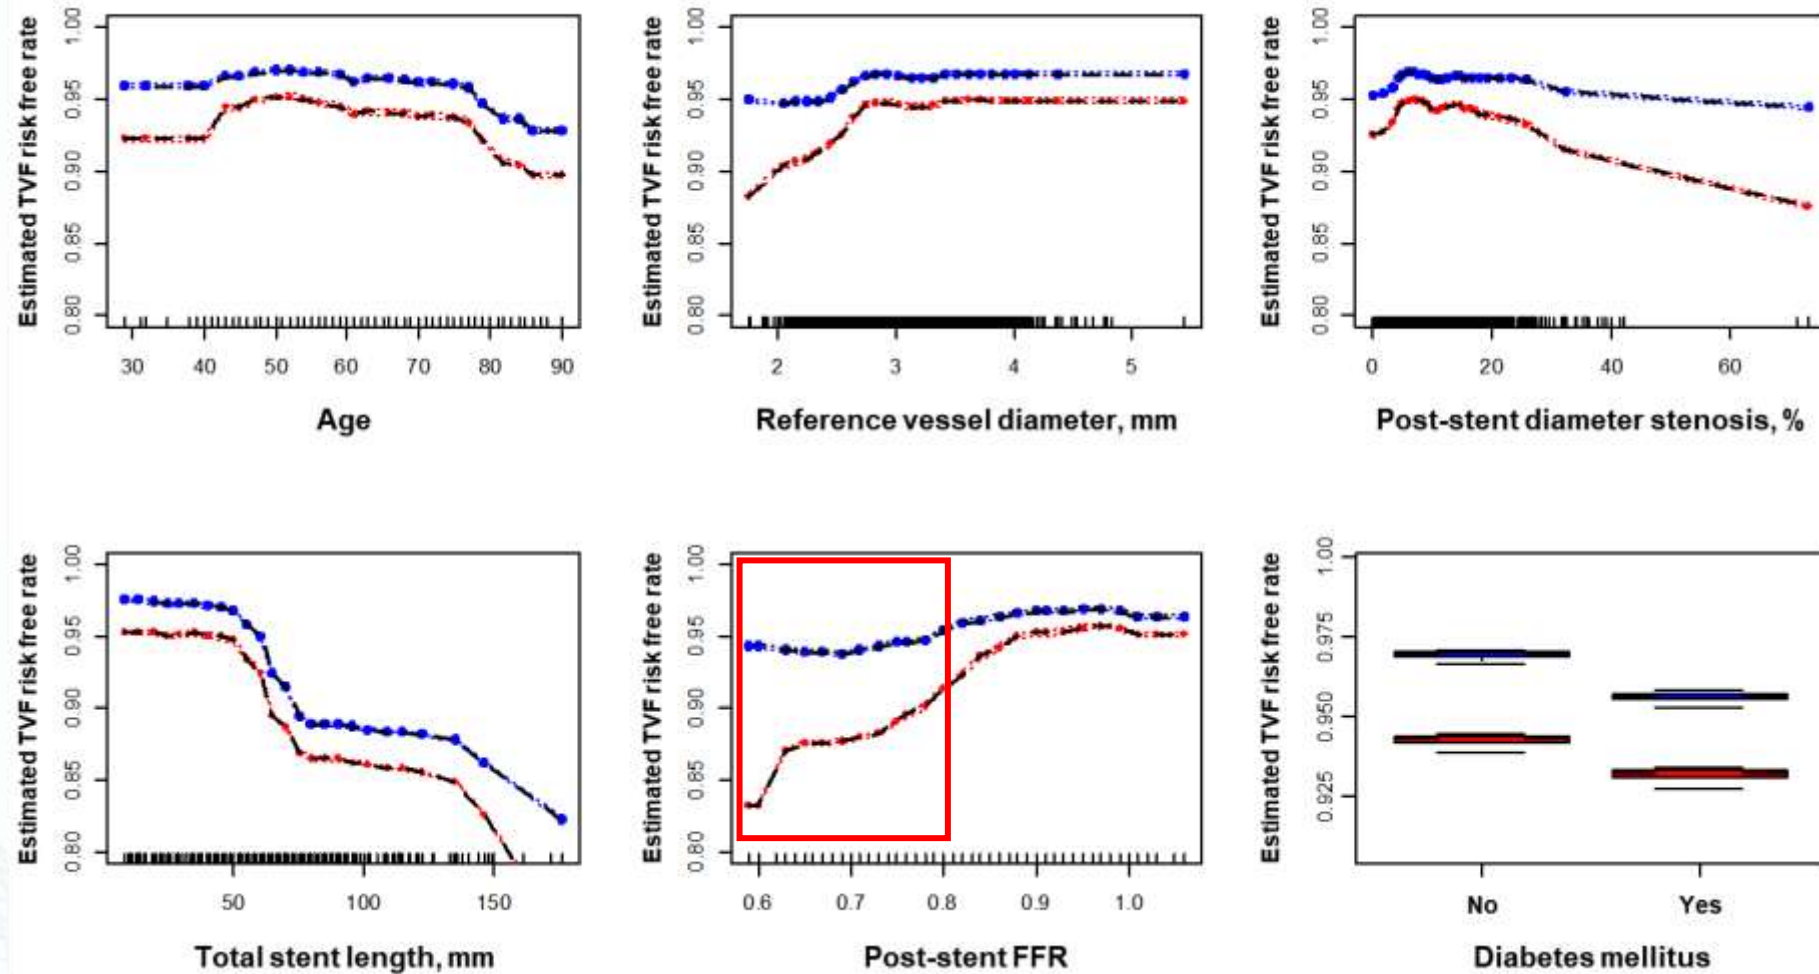 Estimated TVF risk free rate
0.80 0.85 0.90 0.95 1.00
30 40 50 60 70 80 90
Age
Estimated TVF risk free rate
0.80 0.85 0.90 0.95 1.00
2 3 4 5
Reference vessel diameter, mm
Estimated TVF risk free rate
0.80 0.85 0.90 0.95 1.00
0 20 40 60
Post-stent diameter stenosis, %
Estimated TVF risk free rate
0.80 0.85 0.90 0.95 1.00
50 100 150
Total stent length, mm
Estimated TVF risk free rate
0.80 0.85 0.90 0.95 1.00
0.6 0.7 0.8 0.9 1.0
Post-stent FFR
Estimated TVF risk free rate
0.925 0.950 0.975 1.00
No Yes
Diabetes mellitus